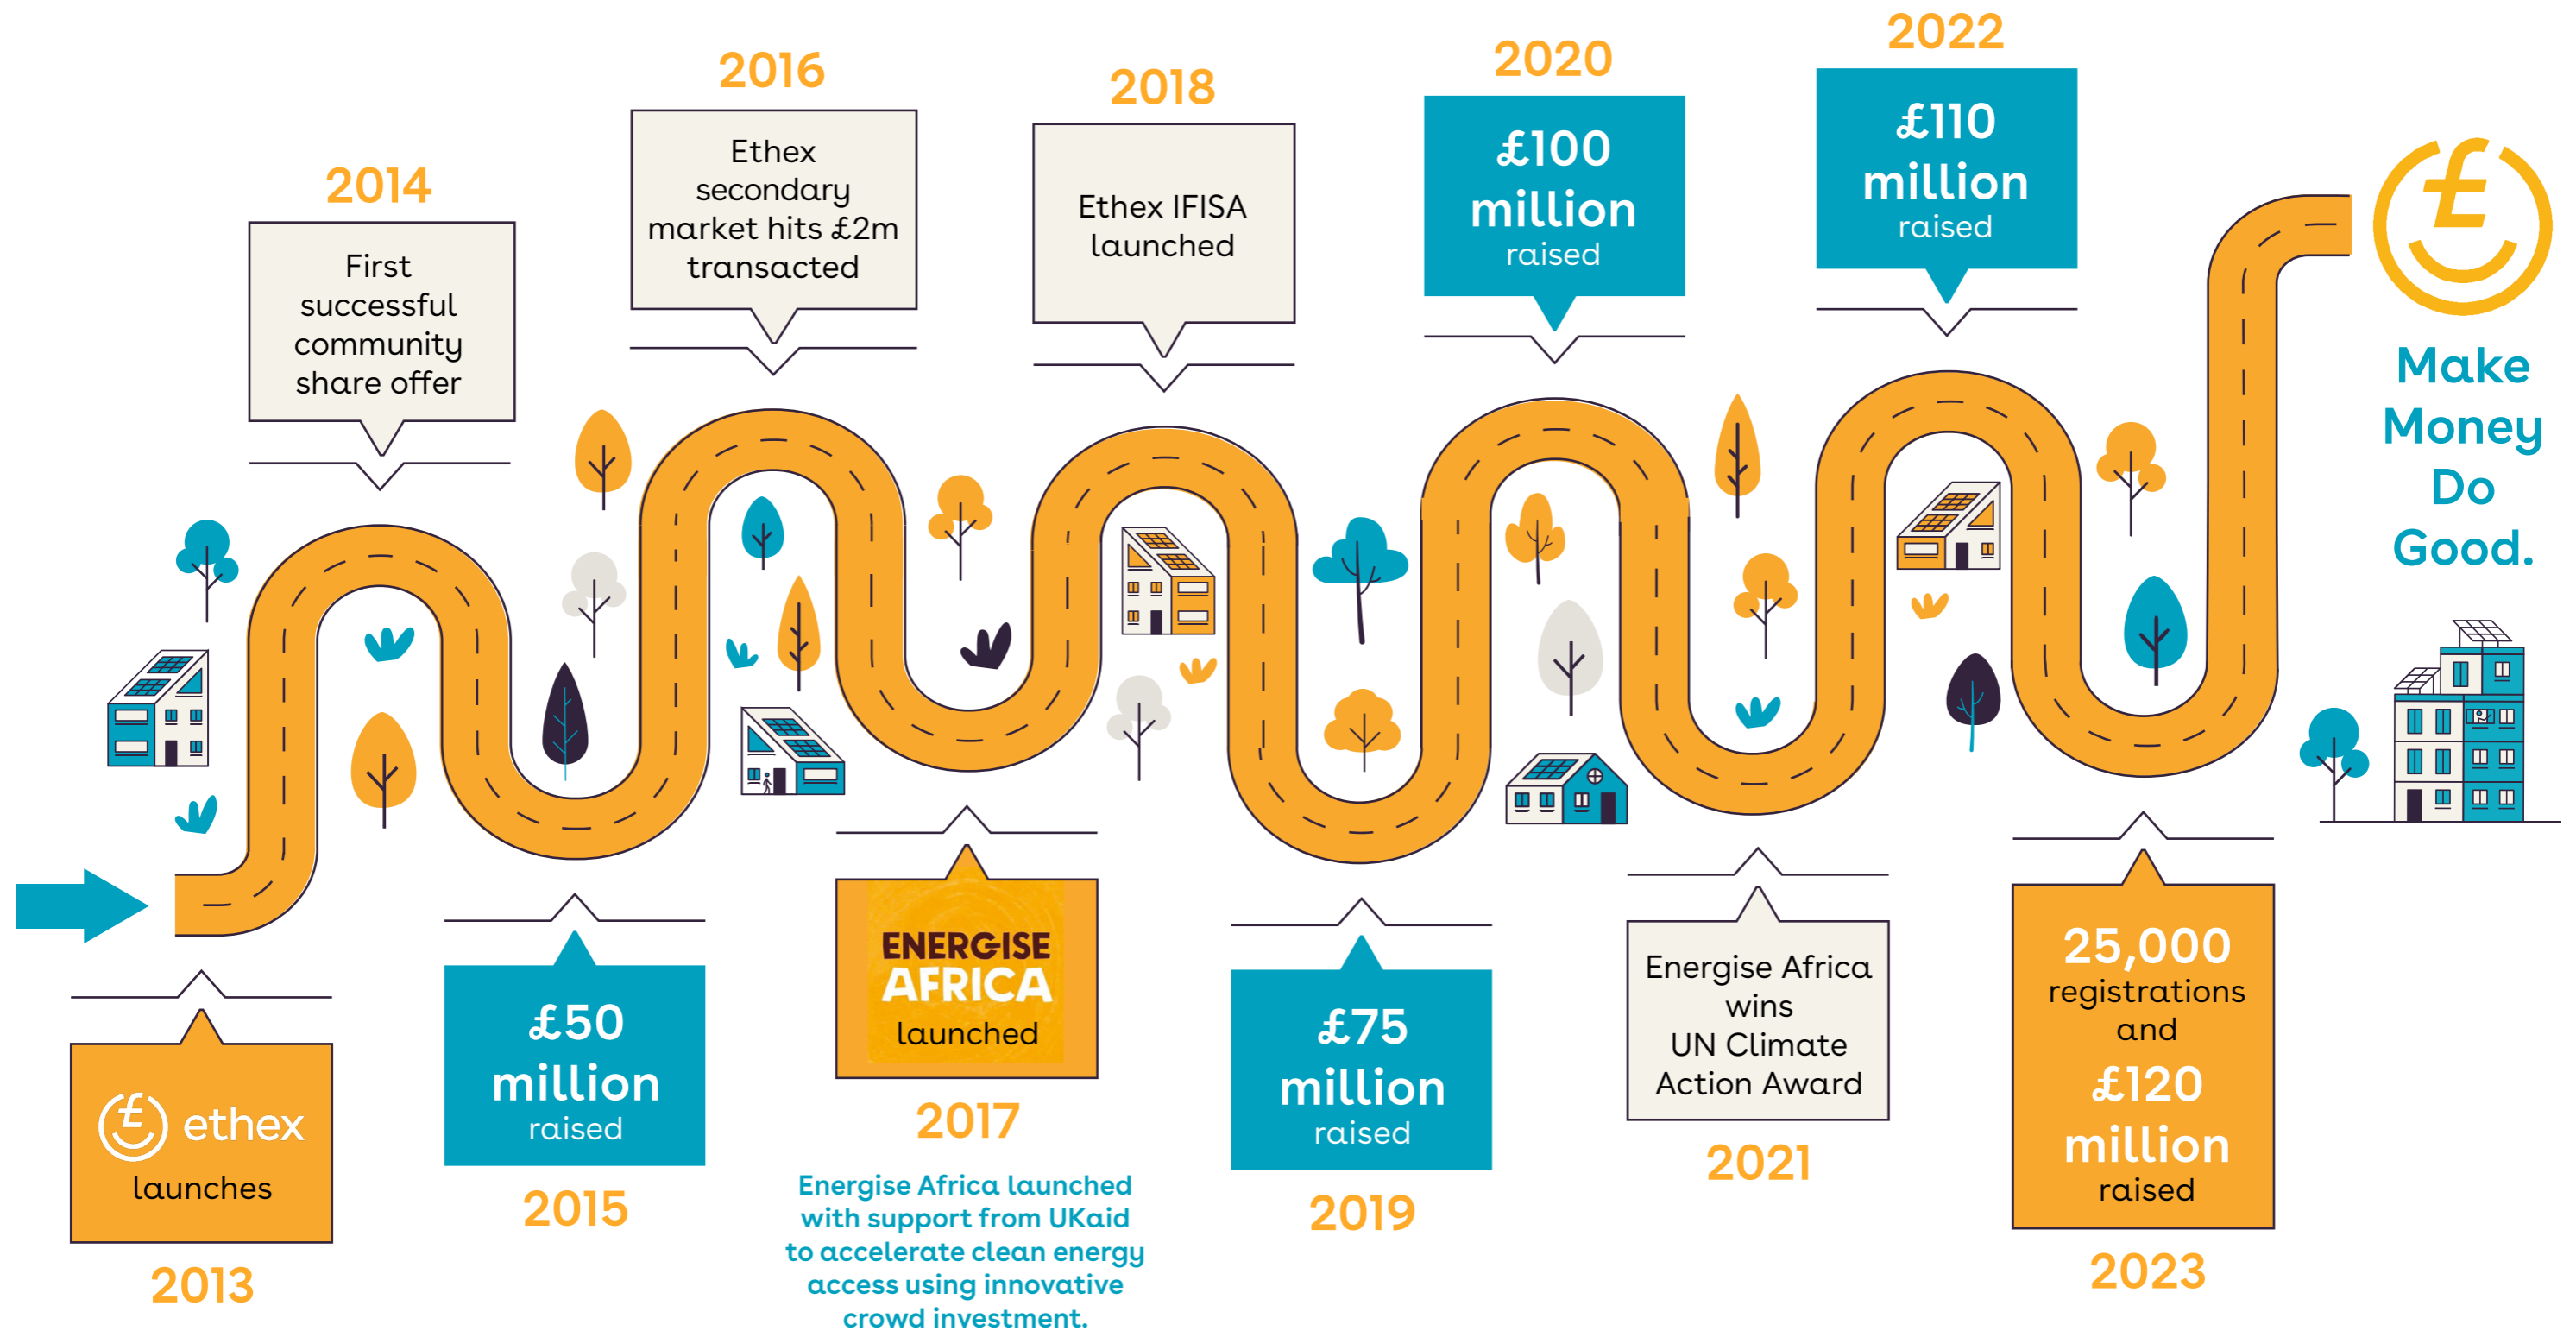 2013
£
ethex
launches
2014
First
successful
community
share offer
£50
million
raised
2015
2016
Ethex
secondary
market hits £2m
transacted
ENERGISE
AFRICA
launched
2017
Energise Africa launched
with support from UKaid
to accelerate clean energy
access using innovative
crowd investment.
2018
Ethex IFISA
launched
£75
million
raised
2019
2020
£100
million
raised
Energise Africa
wins
UN Climate
Action Award
2021
2022
£110
million
raised
25,000
registrations
and
£120
million
raised
2023
£
Make
Money
Do
Good.